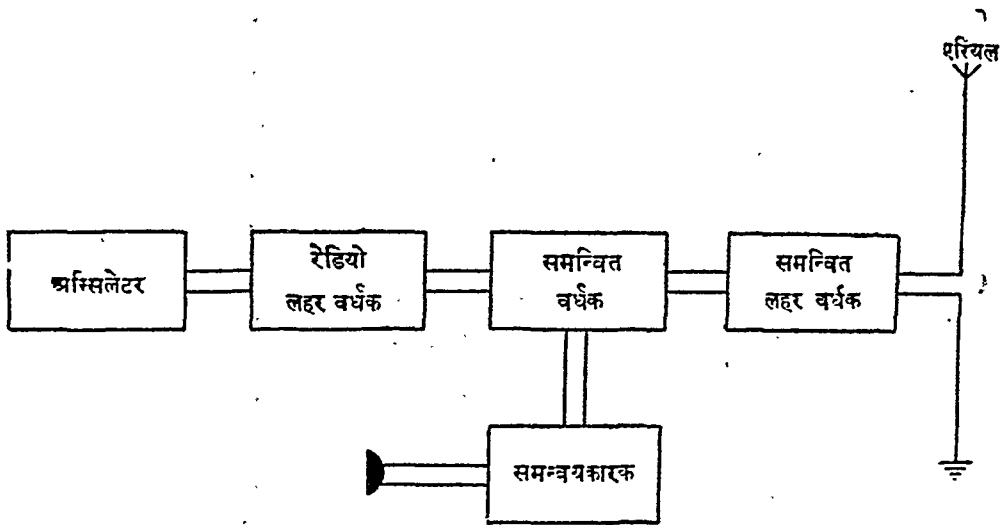 एरियल
ऑसिलेटर
रेडियो
लहर वर्धक
समन्वित
वर्धक
समन्वित
लहर वर्धक
समन्वयकारक